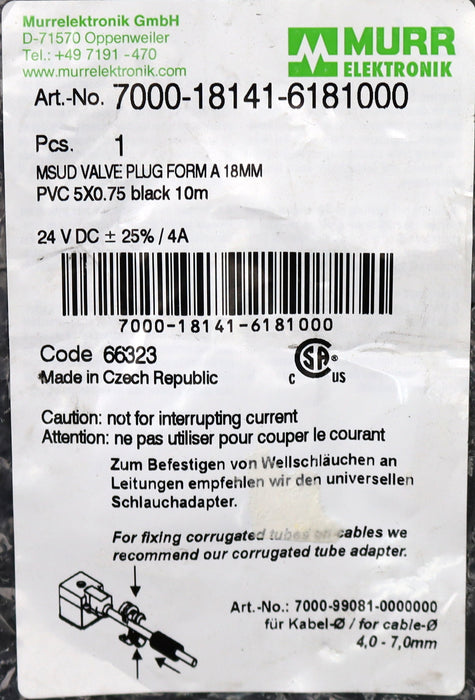 Murrelektronik GmbH
D-71570 Oppenweiler
Tel.: +49 7191 -470
www.murrelektronik.com
MURR
ELEKTRONIK
Art.-No. 7000-18141-6181000
Pcs. 1
MSUD VALVE PLUG FORM A 18MM
PVC 5X0.75 black 10m
24 V DC ± 25% / 4A
7000-18141-6181000
Code 66323
Made in Czech Republic
C SA ® US
Caution: not for interrupting current
Attention: ne pas utiliser pour couper le courant
Zum Befestigen von Wellschläuchen an
Leitungen empfehlen wir den universellen
Schlauchadapter.
For fixing corrugated tubes on cables we
recommend our corrugated tube adapter.
Art.-No.: 7000-99081-0000000
für Kabel-Ø / for cable-Ø
4,0 - 7,0mm